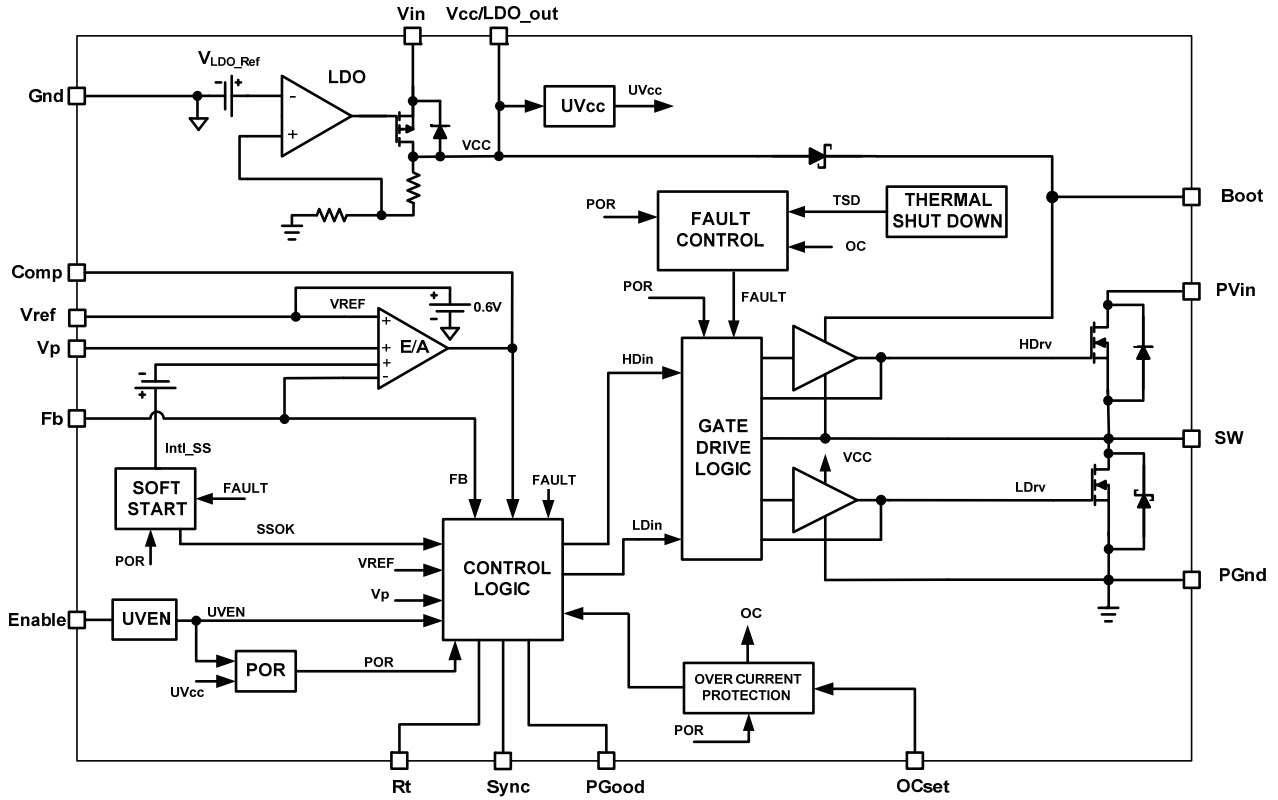 Vin
Vcc/LDO_out
VLDO_Ref
-
+
LDO
Gnd
-
+
UVcc
UVcc
VCC
Boot
POR
FAULT
CONTROL
TSD
THERMAL
SHUT DOWN
OC
Comp
Vref
VREF
+
-
0.6V
POR
FAULT
PVin
Vp
+
+
+
-
E/A
HDin
HDrv
-
+
Fb
Intl_SS
GATE
DRIVE
LOGIC
SW
VCC
SOFT
START
FAULT
FB
FAULT
LDrv
POR
SSOK
LDin
VREF
CONTROL
LOGIC
Vp
PGnd
Enable
UVEN
UVEN
OC
POR
POR
UVcc
OVER CURRENT
PROTECTION
POR
Rt
Sync
PGood
OCset